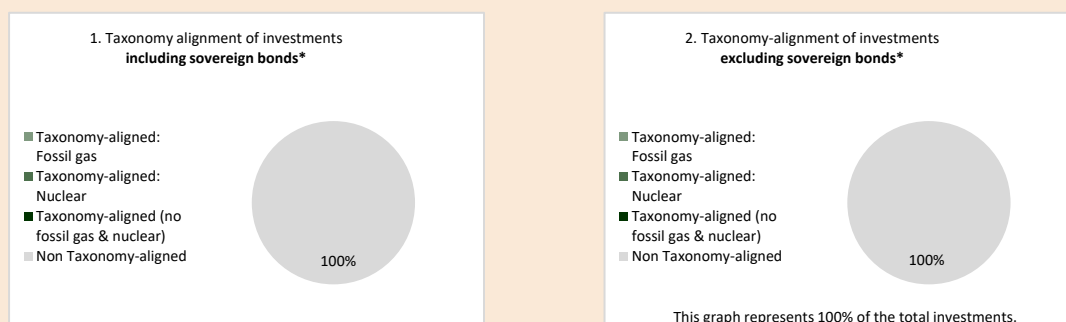 1. Taxonomy alignment of investments
including sovereign bonds*
Taxonomy-aligned:
Fossil gas
Taxonomy-aligned:
Nuclear
Taxonomy-aligned (no
fossil gas & nuclear)
Non Taxonomy-aligned
100%
2. Taxonomy-alignment of investments
excluding sovereign bonds*
Taxonomy-aligned:
Fossil gas
Taxonomy-aligned:
Nuclear
Taxonomy-aligned (no
fossil gas & nuclear)
Non Taxonomy-aligned
100%
This graph represents 100% of the total investments.